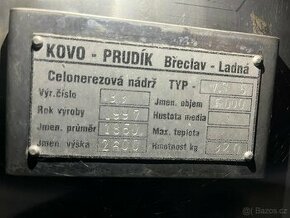 KOVO - PRUDÍK Břeclav - Ladná
Celonerezová nádrž TYP -
Výr. číslo
Jmen. objem
Rok výroby 1997
Hustota media
Jmen. průměr
Max. teplota
Jmen. výška
Hmotnost kg
Bazoš.cz